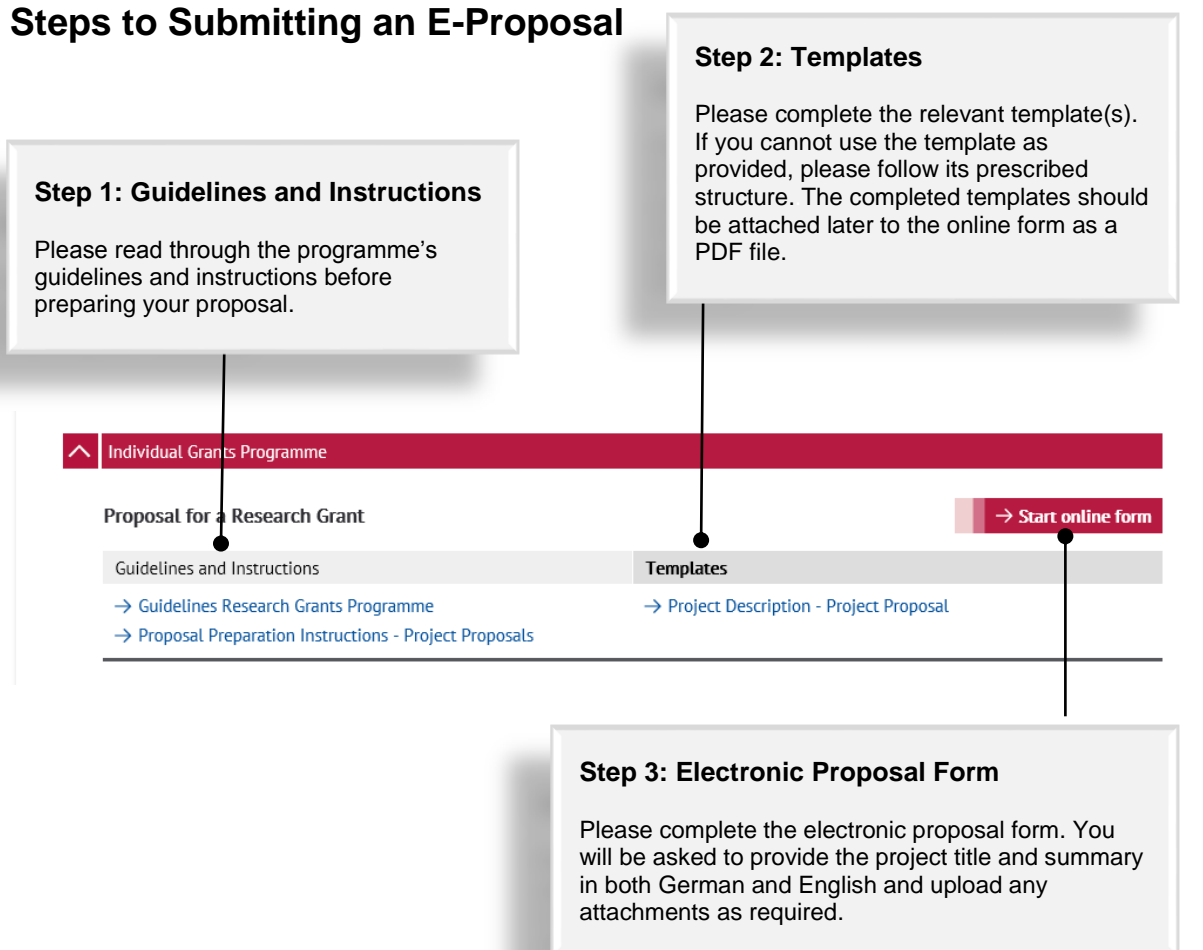 Steps to Submitting an E-Proposal
Step 1: Guidelines and Instructions
Please read through the programme's
guidelines and instructions before
preparing your proposal.
Step 2: Templates
Please complete the relevant template(s).
If you cannot use the template as
provided, please follow its prescribed
structure. The completed templates should
be attached later to the online form as a
PDF file.
Individual Grants Programme
Proposal for a Research Grant
→ Start online form
Guidelines and Instructions
→ Guidelines Research Grants Programme
→ Proposal Preparation Instructions - Project Proposals
Templates
→ Project Description - Project Proposal
Step 3: Electronic Proposal Form
Please complete the electronic proposal form. You
will be asked to provide the project title and summary
in both German and English and upload any
attachments as required.